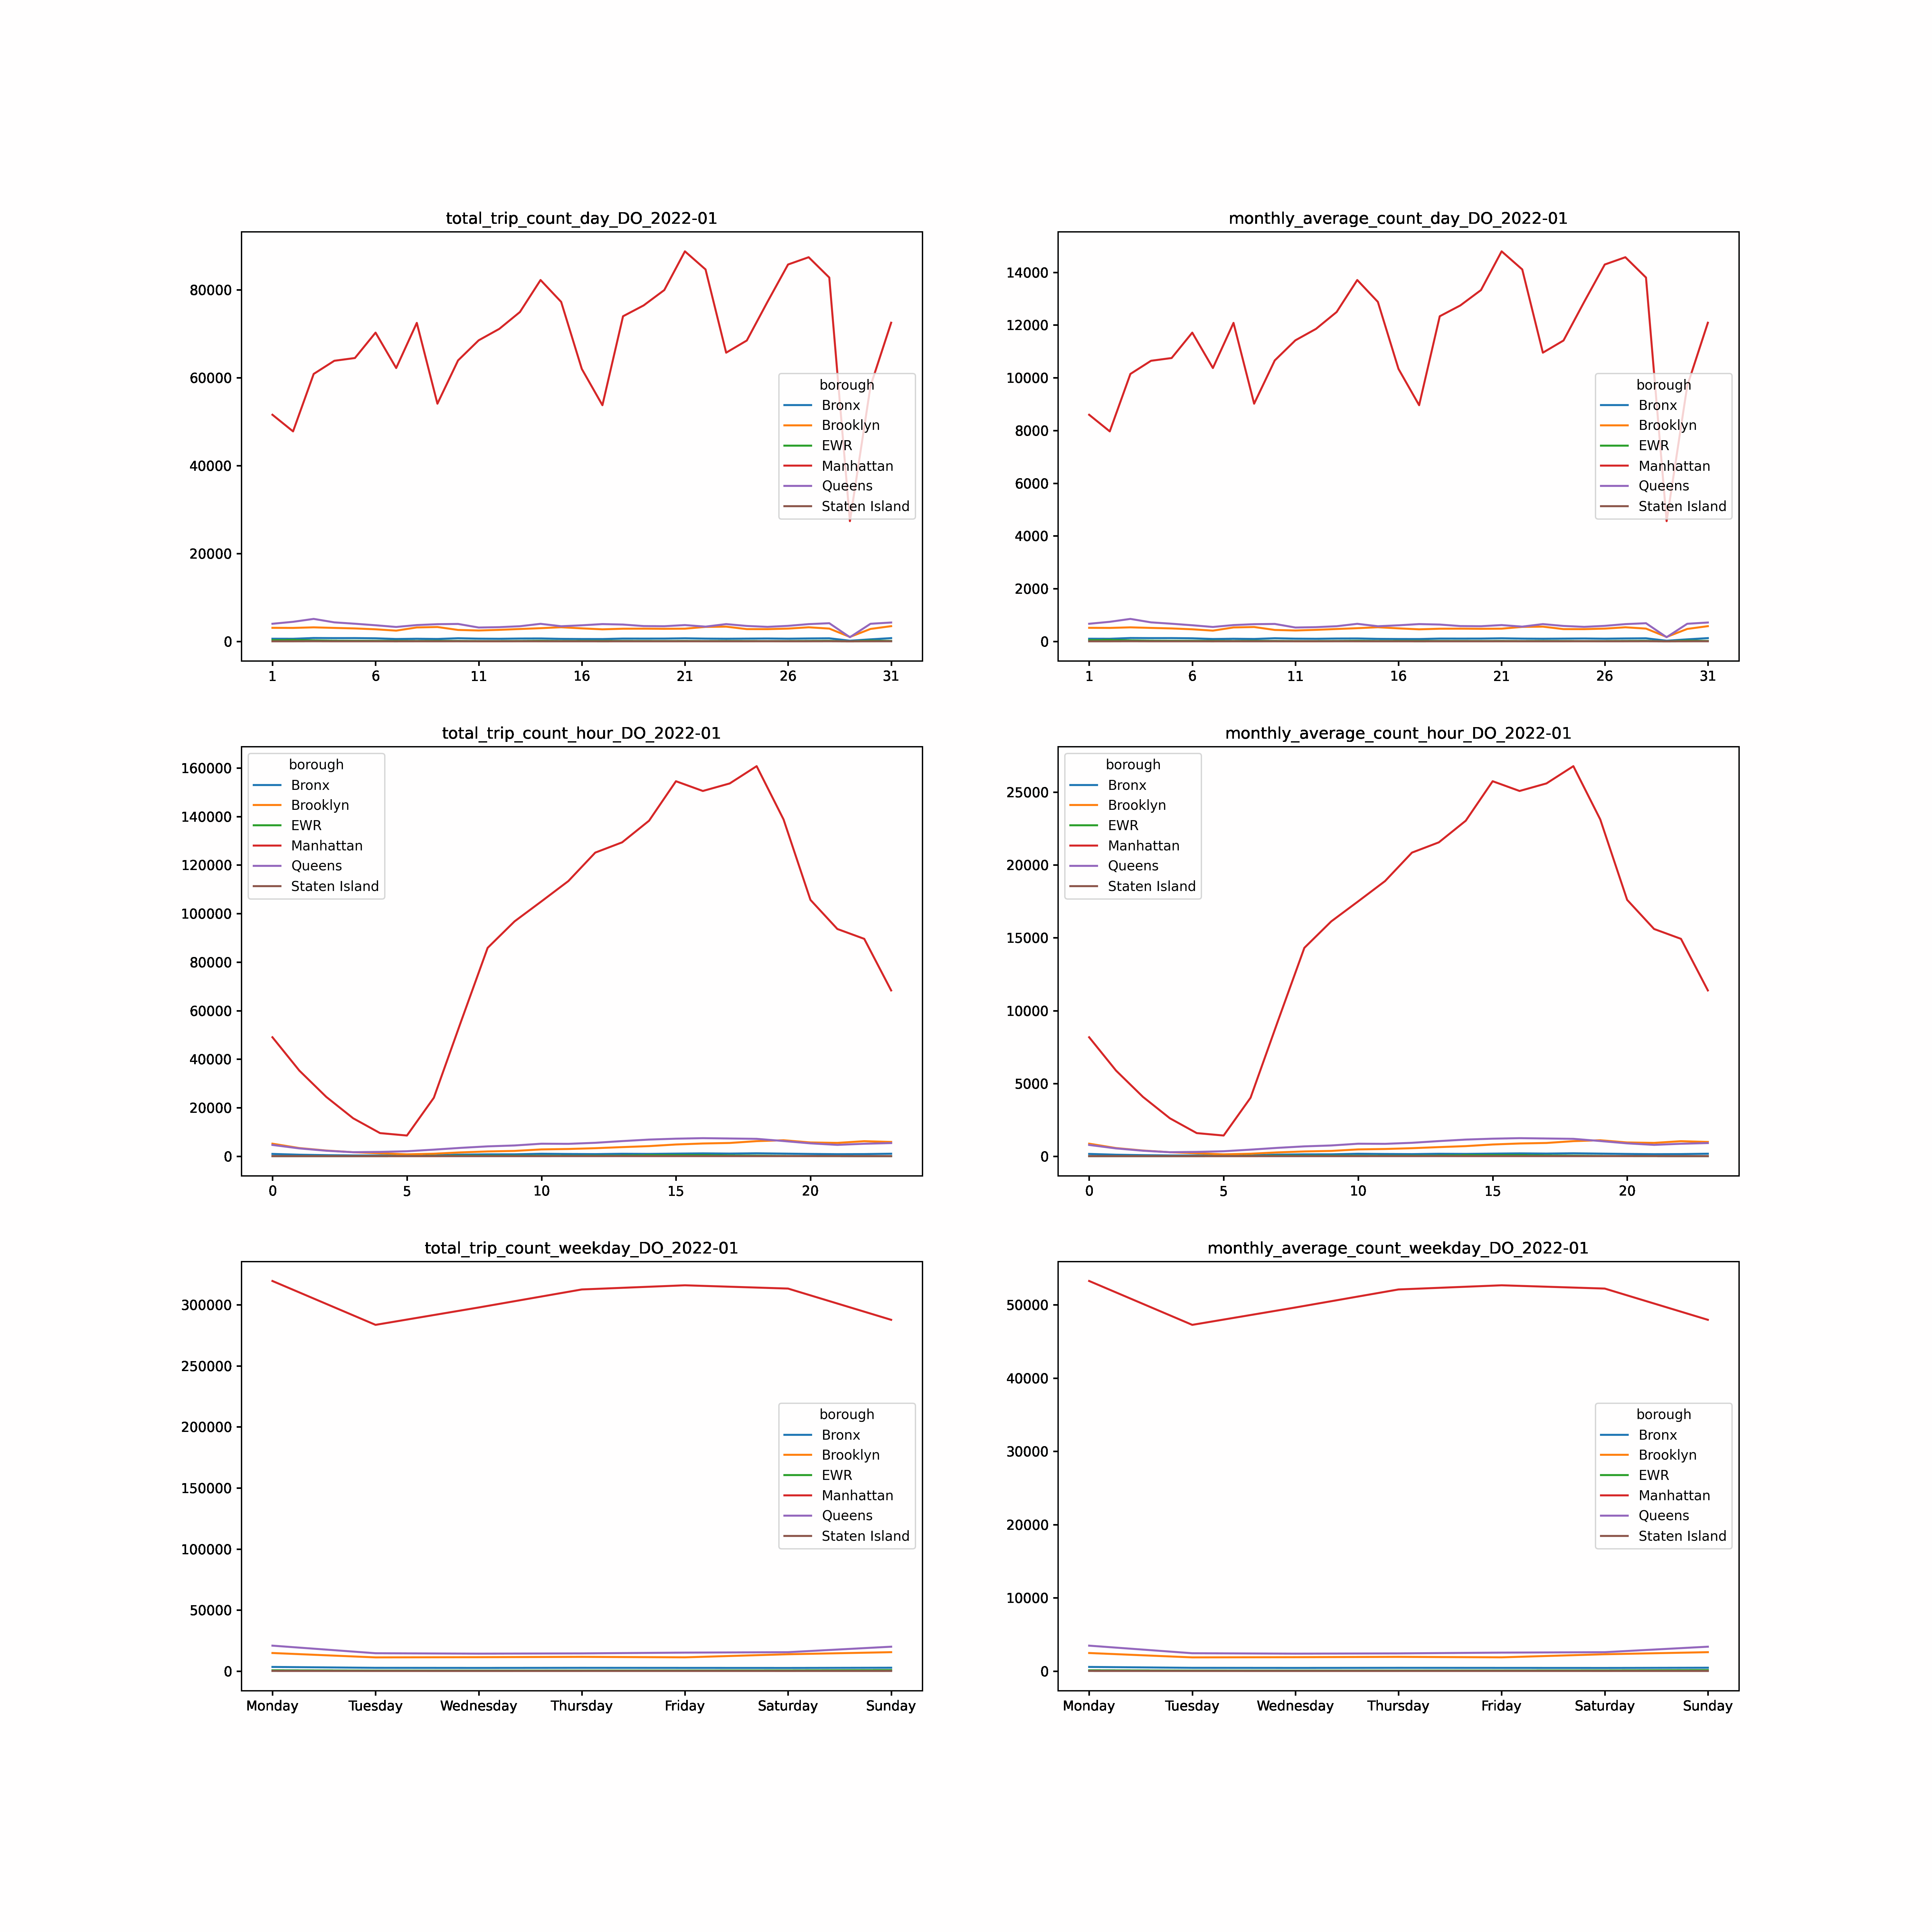 total_trip_count_day_DO_2022-01
80000
60000
40000
20000
0
1 6 11 16 21 26 31
borough
Bronx
Brooklyn
EWR
Manhattan
Queens
Staten Island
monthly_average_count_day_DO_2022-01
14000
12000
10000
8000
6000
4000
2000
0
1 6 11 16 21 26 31
borough
Bronx
Brooklyn
EWR
Manhattan
Queens
Staten Island
total_trip_count_hour_DO_2022-01
160000
140000
120000
100000
80000
60000
40000
20000
0
0 5 10 15 20
borough
Bronx
Brooklyn
EWR
Manhattan
Queens
Staten Island
monthly_average_count_hour_DO_2022-01
25000
20000
15000
10000
5000
0
0 5 10 15 20
borough
Bronx
Brooklyn
EWR
Manhattan
Queens
Staten Island
total_trip_count_weekday_DO_2022-01
300000
250000
200000
150000
100000
50000
0
Monday Tuesday Wednesday Thursday Friday Saturday Sunday
borough
Bronx
Brooklyn
EWR
Manhattan
Queens
Staten Island
monthly_average_count_weekday_DO_2022-01
50000
40000
30000
20000
10000
0
Monday Tuesday Wednesday Thursday Friday Saturday Sunday
borough
Bronx
Brooklyn
EWR
Manhattan
Queens
Staten Island